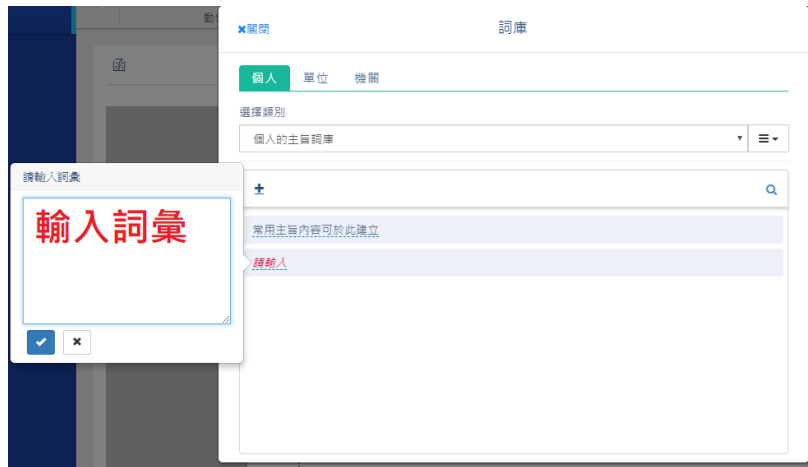 動
✖關閉
詞庫
函
個人
單位
機關
選擇類別
個人的主旨詞庫
請輸入詞彙
輸入詞彙
常用主旨內容可於此建立
請輸入